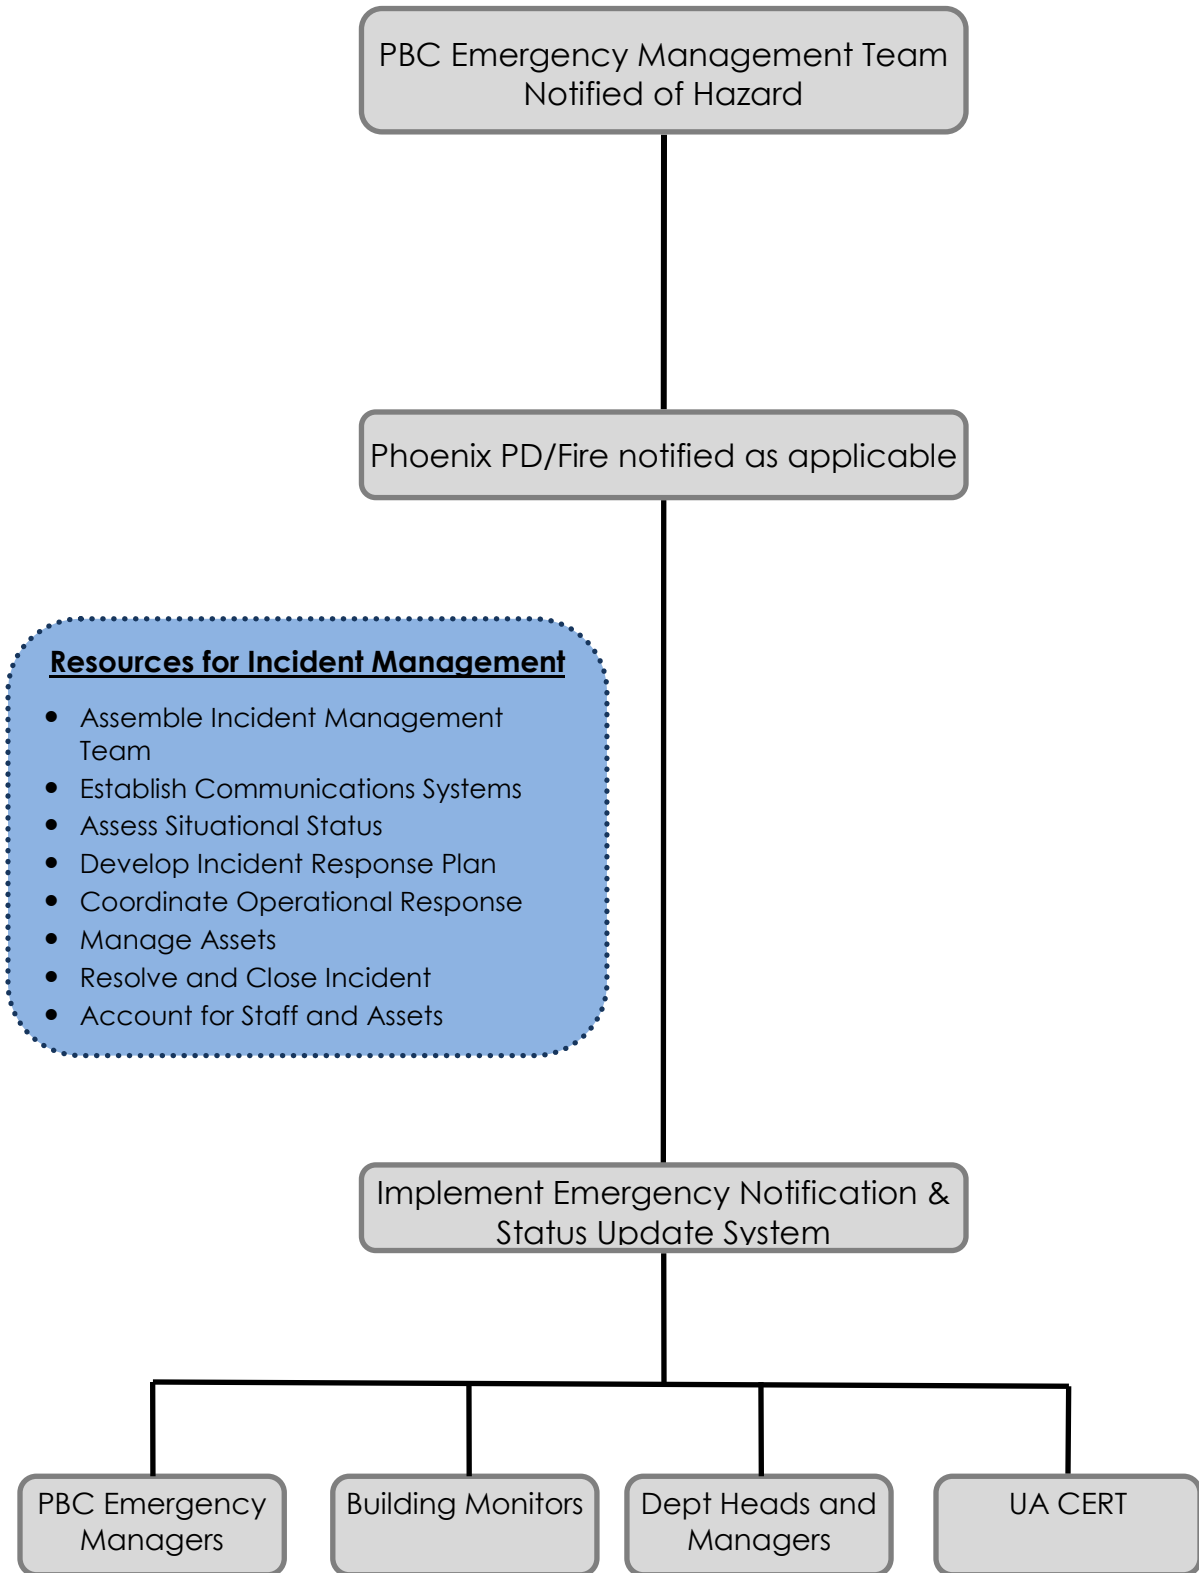 PBC Emergency Management Team
Notified of Hazard
Phoenix PD/Fire notified as applicable
Resources for Incident Management
• Assemble Incident Management
Team
• Establish Communications Systems
• Assess Situational Status
• Develop Incident Response Plan
• Coordinate Operational Response
• Manage Assets
• Resolve and Close Incident
• Account for Staff and Assets
Implement Emergency Notification &
Status Update System
PBC Emergency
Managers
Building Monitors
Dept Heads and
Managers
UA CERT